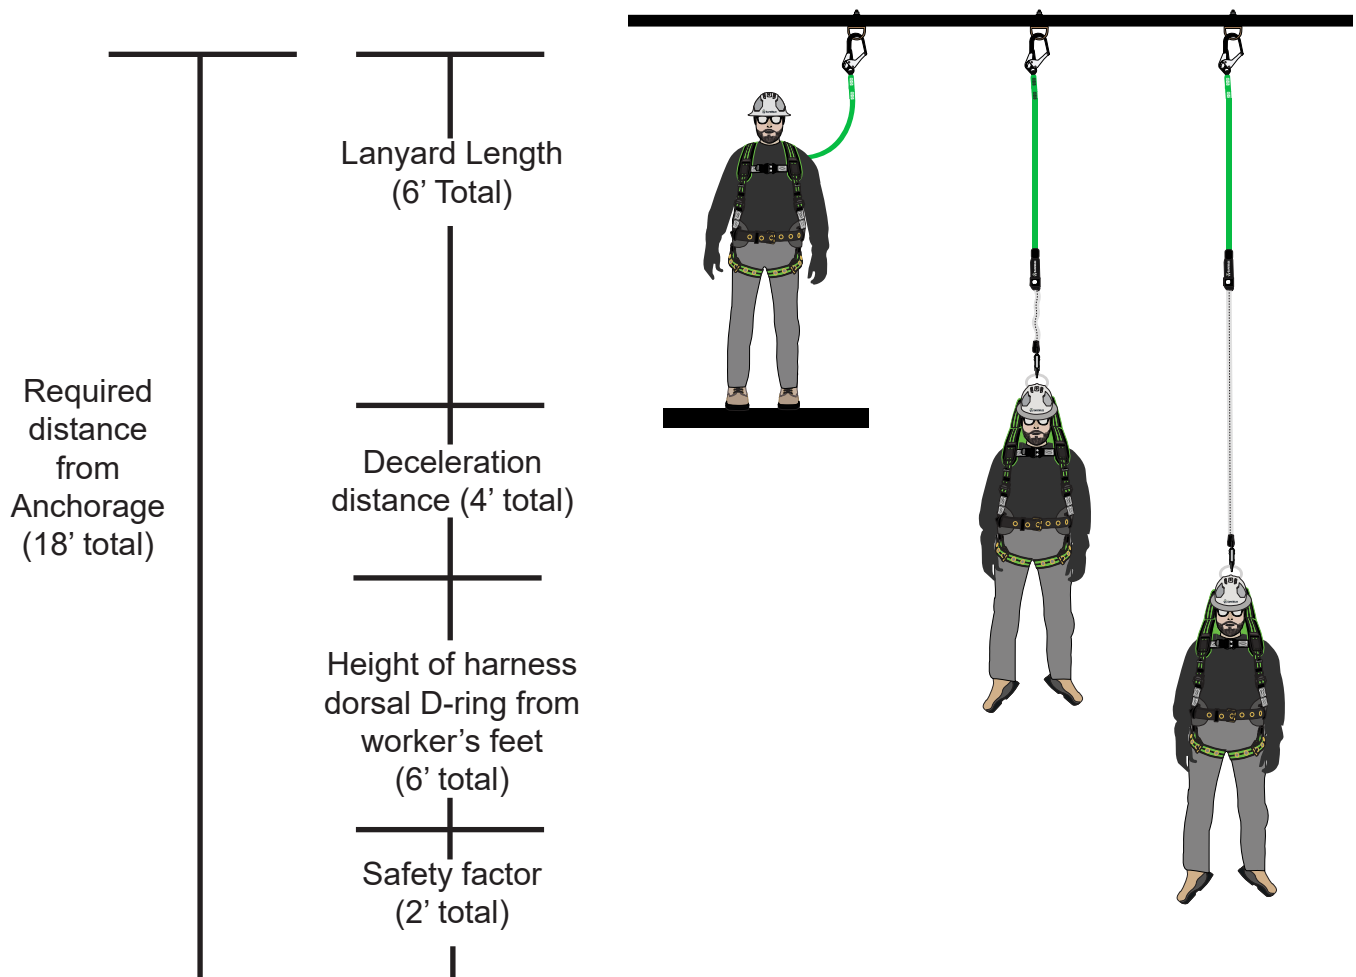 Required
distance
from
Anchorage
(18’ total)
Lanyard Length
(6’ Total)
Deceleration
distance (4’ total)
Height of harness
dorsal D-ring from
worker’s feet
(6’ total)
Safety factor
(2’ total)